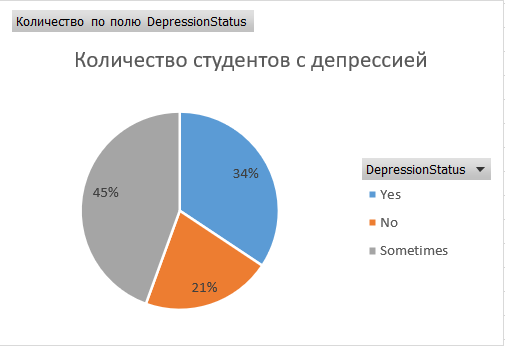 Количество по полю DepressionStatus
Количество студентов с депрессией
34%
45%
21%
DepressionStatus
Yes
No
Sometimes